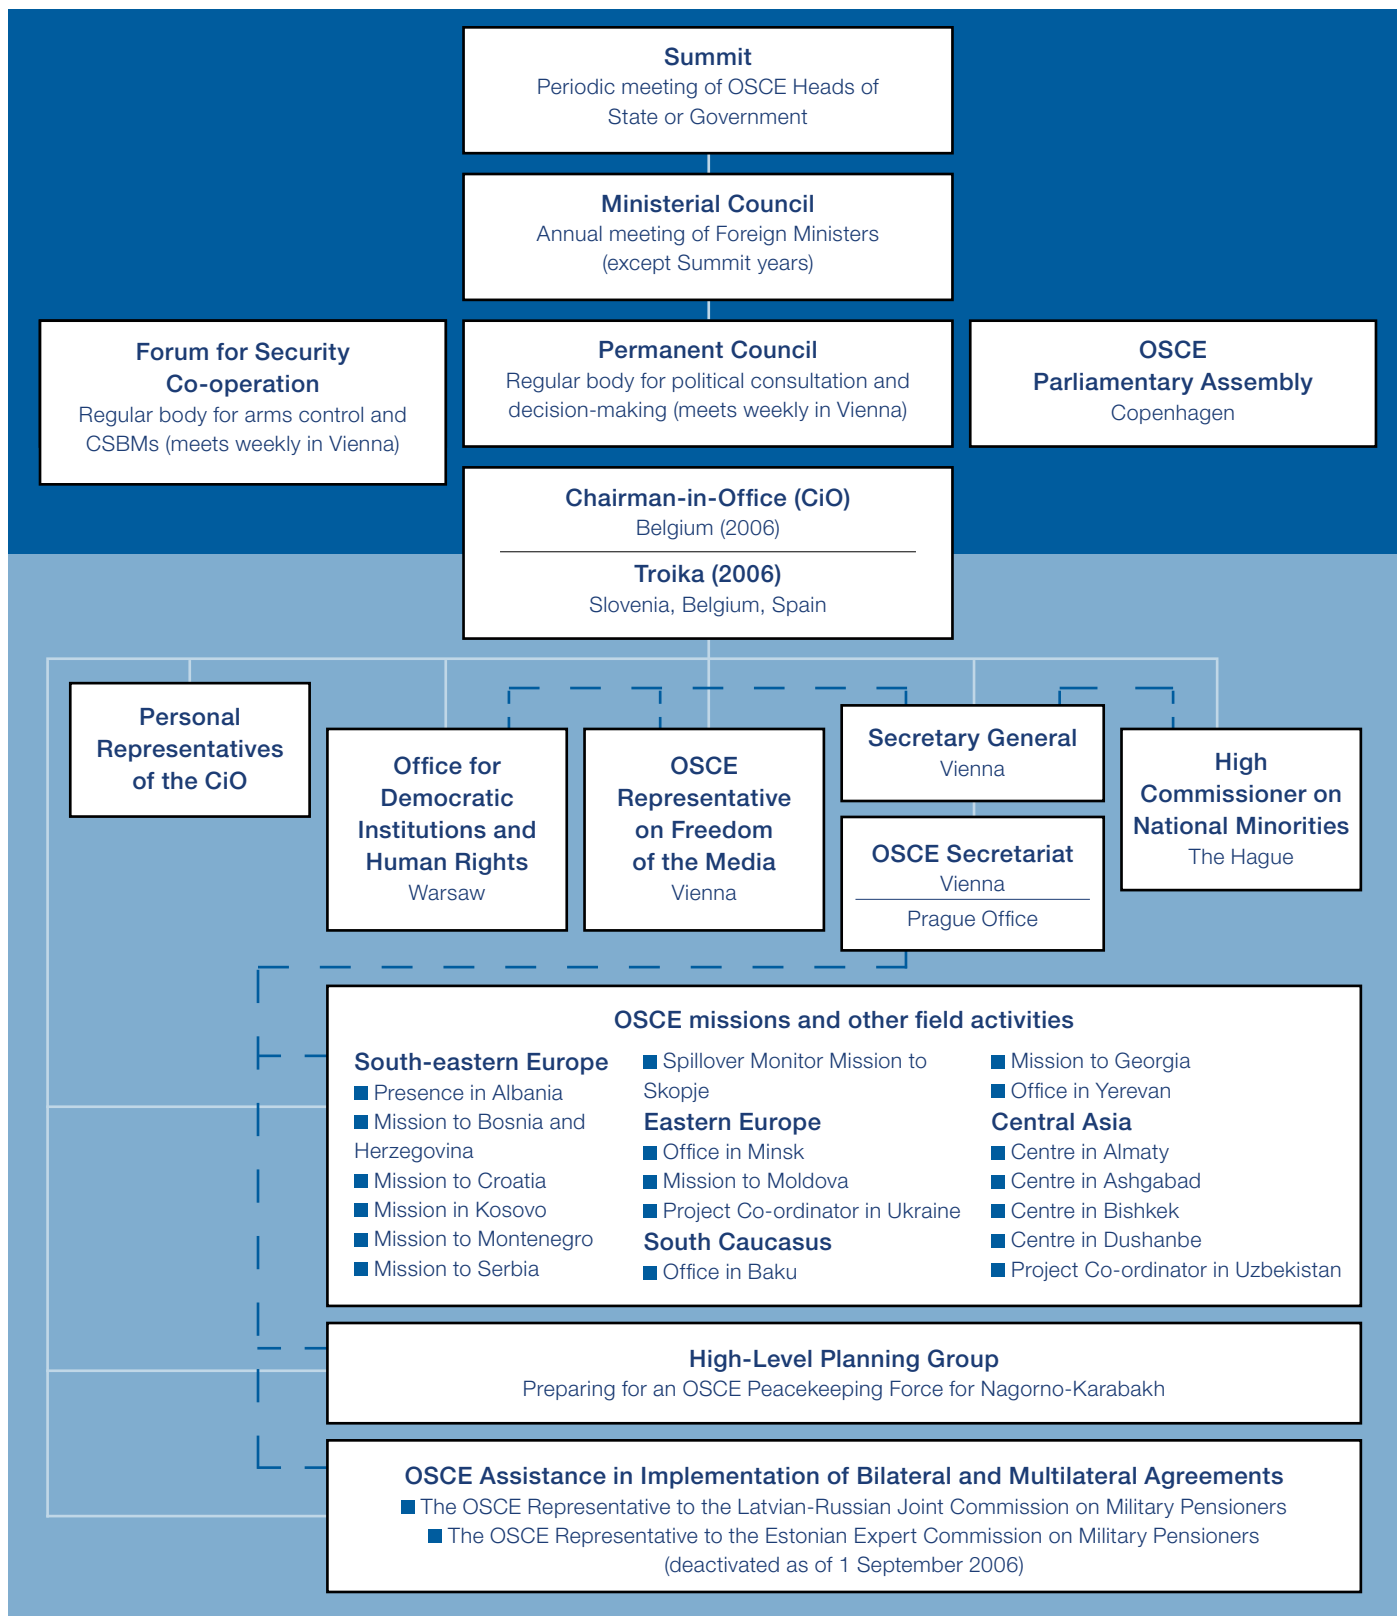 Summit
Periodic meeting of OSCE Heads of
State or Government
Ministerial Council
Annual meeting of Foreign Ministers
(except Summit years)
Forum for Security
Co-operation
Regular body for arms control and
CSBMs (meets weekly in Vienna)
Permanent Council
Regular body for political consultation and
decision-making (meets weekly in Vienna)
OSCE
Parliamentary Assembly
Copenhagen
Chairman-in-Office (CiO)
Belgium (2006)
Troika (2006)
Slovenia, Belgium, Spain
Personal
Representatives
of the CiO
Office for
Democratic
Institutions and
Human Rights
Warsaw
OSCE
Representative
on Freedom
of the Media
Vienna
Secretary General
Vienna
OSCE Secretariat
Vienna
Prague Office
High
Commissioner on
National Minorities
The Hague
OSCE missions and other field activities
South-eastern Europe
■ Presence in Albania
■ Mission to Bosnia and
Herzegovina
■ Mission to Croatia
■ Mission in Kosovo
■ Mission to Montenegro
■ Mission to Serbia
■ Spillover Monitor Mission to
Skopje
Eastern Europe
■ Office in Minsk
■ Mission to Moldova
■ Project Co-ordinator in Ukraine
South Caucasus
■ Office in Baku
■ Mission to Georgia
■ Office in Yerevan
Central Asia
■ Centre in Almaty
■ Centre in Ashgabad
■ Centre in Bishkek
■ Centre in Dushanbe
■ Project Co-ordinator in Uzbekistan
High-Level Planning Group
Preparing for an OSCE Peacekeeping Force for Nagorno-Karabakh
OSCE Assistance in Implementation of Bilateral and Multilateral Agreements
■ The OSCE Representative to the Latvian-Russian Joint Commission on Military Pensioners
■ The OSCE Representative to the Estonian Expert Commission on Military Pensioners
(deactivated as of 1 September 2006)